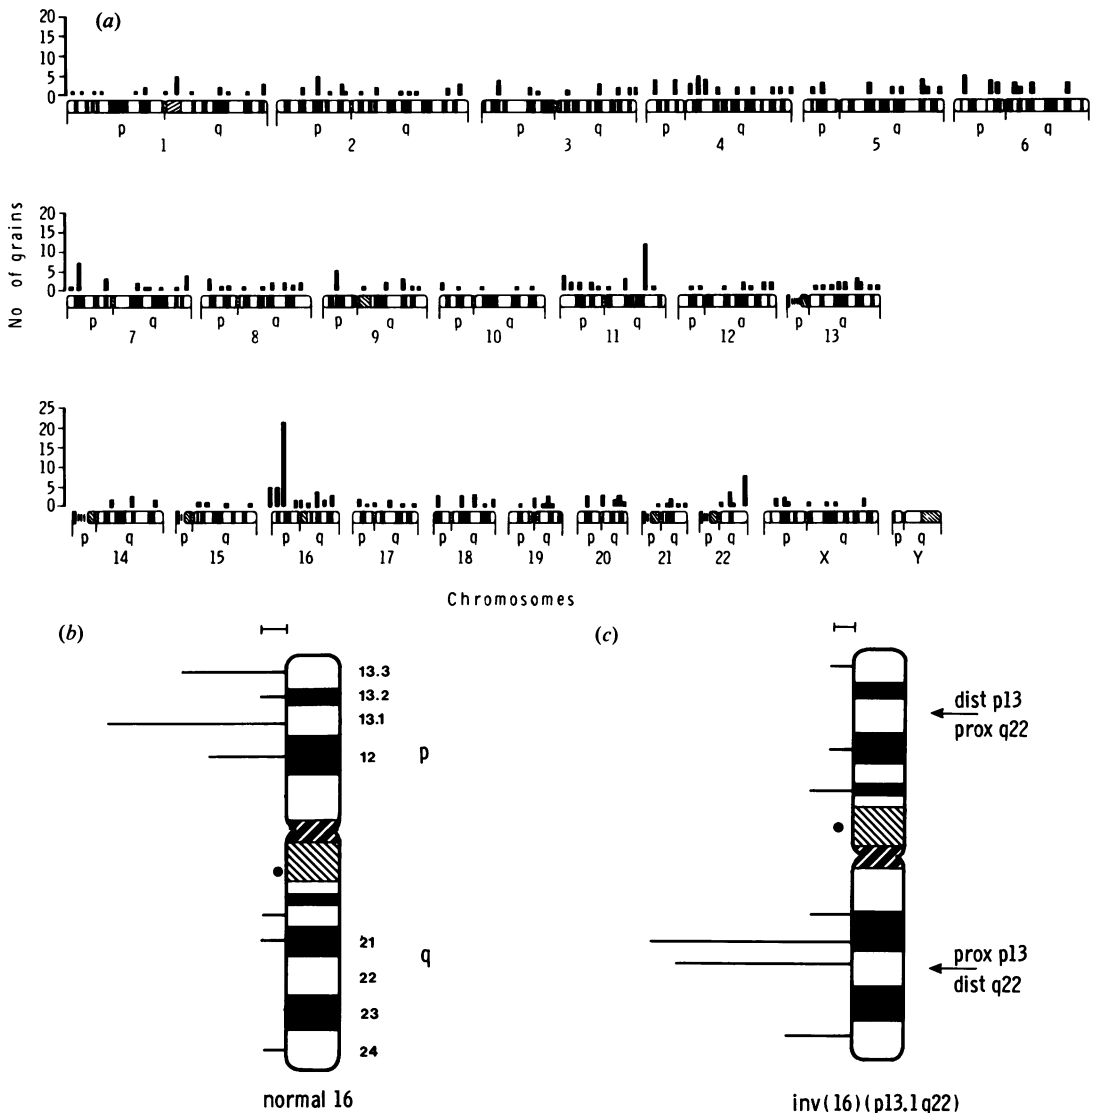 (a)
20
15
10
5
0
p q p q p q p q p q p q
1 2 3 4 5 6
No of grains
20
15
10
5
0
p q p q p q p q p q p q p q
7 8 9 10 11 12 13
25
20
15
10
5
0
p q p q p q p q p q p q p q p q p q p q p q
14 15 16 17 18 19 20 21 22 X Y
Chromosomes
(b)
13.3
13.2
13.1
12
p
21
q
22
23
24
normal 16
(c)
dist p13
prox q22
prox p13
dist q22
inv(16)(p13.1q22)